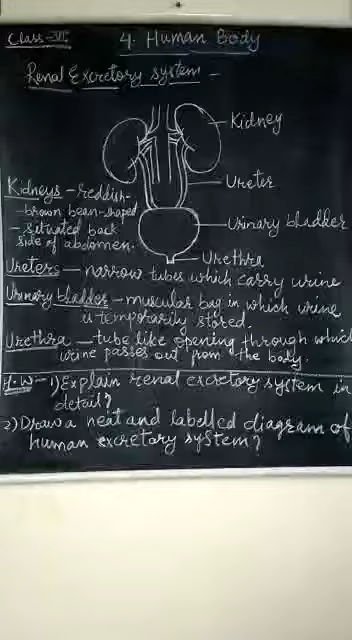 Class-VI
4. Human Body
Renal Excretory system -
Kidney
Ureter
Urinary bladder
Urethra
Kidneys - reddish-
-brown bean-shaped
- situated back
side of abdomen.
Ureters - narrow tubes which carry urine
Urinary bladder - muscular bag in which urine
is temporarily stored.
Urethra - tube like opening through which
urine passes out from the body.
H.W - 1) Explain renal excretory system in
detail?
2) Draw a neat and labelled diagram of
human excretory system?